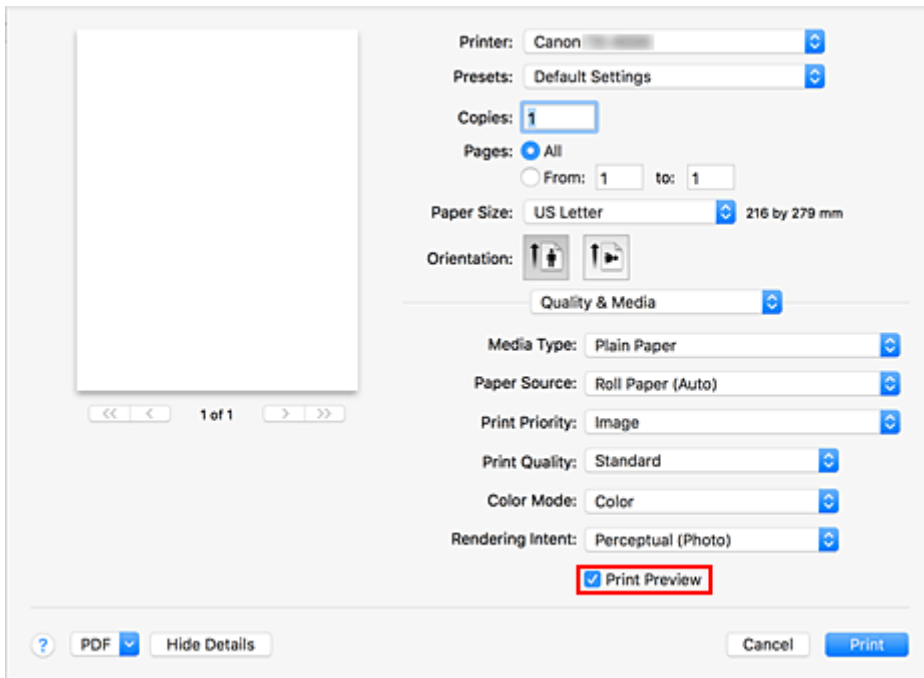 Printer: Canon
Presets: Default Settings
Copies: 1
Pages: All
From: 1 to: 1
Paper Size: US Letter 216 by 279 mm
Orientation:
Quality & Media
Media Type: Plain Paper
Paper Source: Roll Paper (Auto)
1 of 1
Print Priority: Image
Print Quality: Standard
Color Mode: Color
Rendering Intent: Perceptual (Photo)
Print Preview
? PDF Hide Details Cancel Print